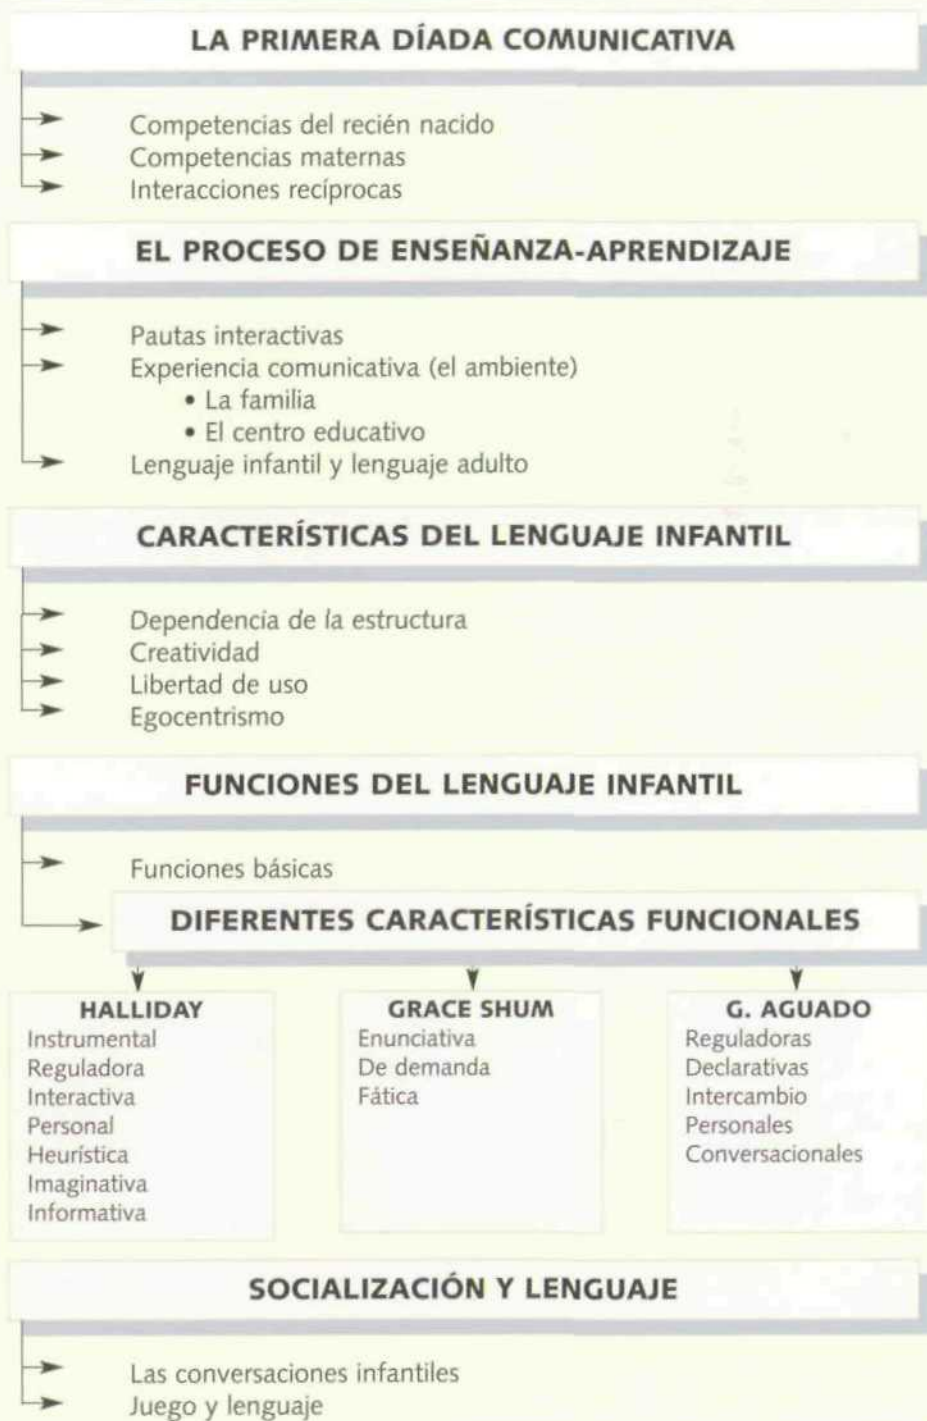 LA PRIMERA DÍADA COMUNICATIVA
Competencias del recién nacido
Competencias maternas
Interacciones recíprocas
EL PROCESO DE ENSEÑANZA-APRENDIZAJE
Pautas interactivas
Experiencia comunicativa (el ambiente)
• La familia
• El centro educativo
Lenguaje infantil y lenguaje adulto
CARACTERÍSTICAS DEL LENGUAJE INFANTIL
Dependencia de la estructura
Creatividad
Libertad de uso
Egocentrismo
FUNCIONES DEL LENGUAJE INFANTIL
Funciones básicas
DIFERENTES CARACTERÍSTICAS FUNCIONALES
HALLIDAY
Instrumental
Reguladora
Interactiva
Personal
Heurística
Imaginativa
Informativa
GRACE SHUM
Enunciativa
De demanda
Fática
G. AGUADO
Reguladoras
Declarativas
Intercambio
Personales
Conversacionales
SOCIALIZACIÓN Y LENGUAJE
Las conversaciones infantiles
Juego y lenguaje